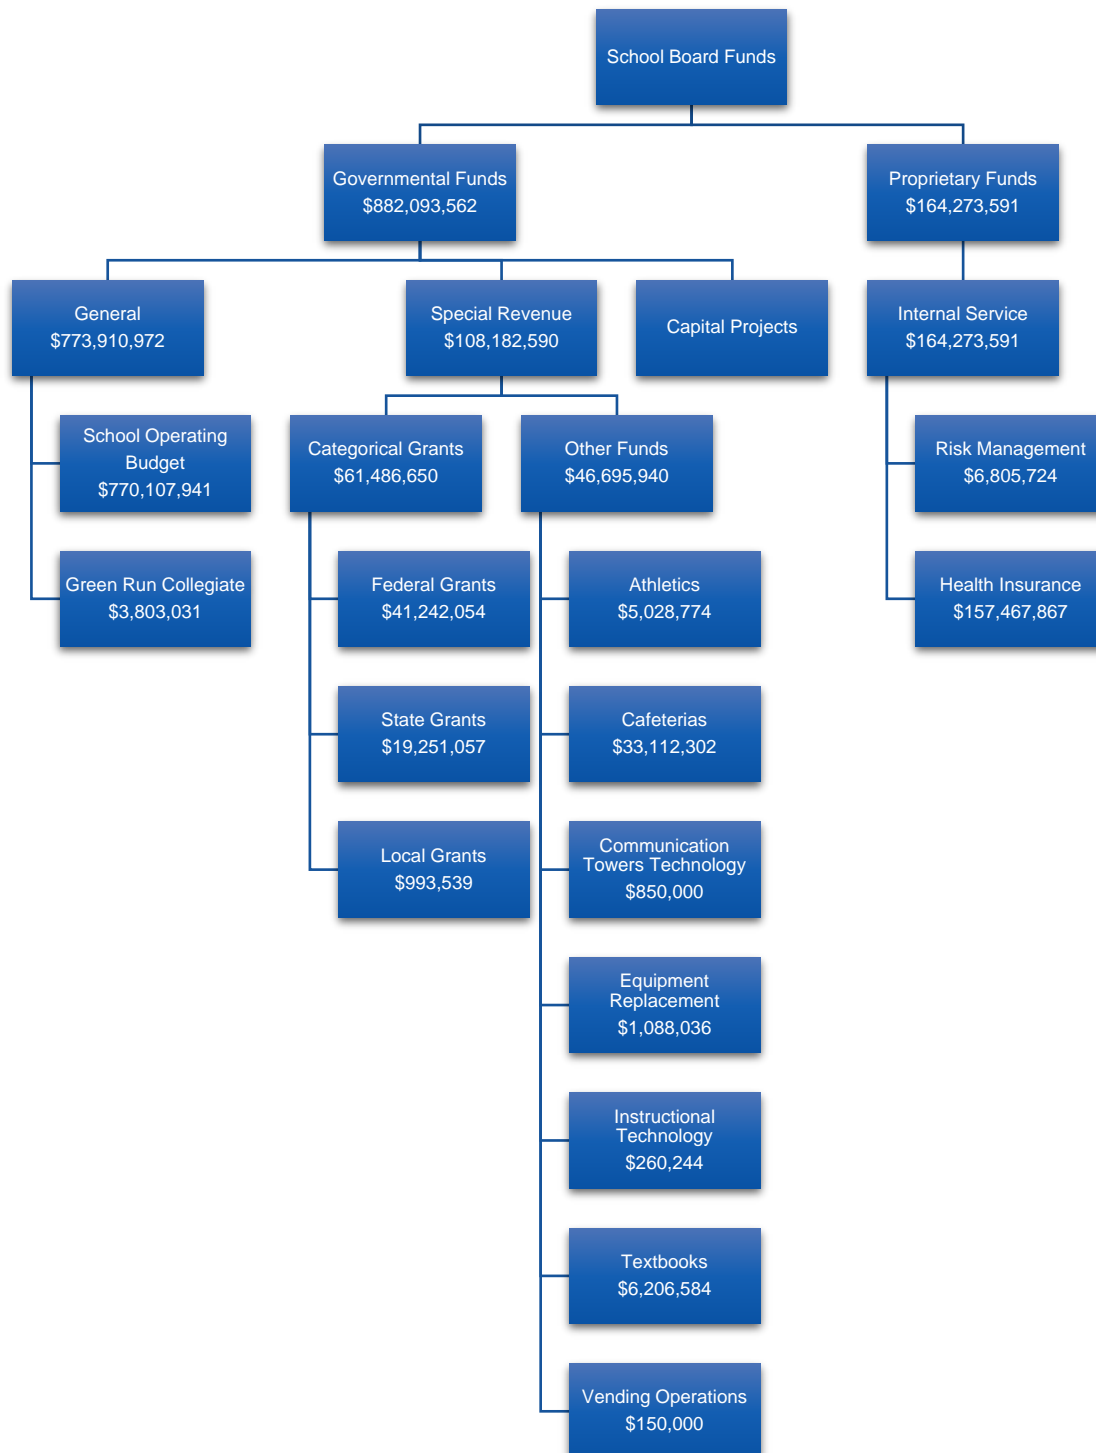 School Board Funds
Governmental Funds
$882,093,562
Proprietary Funds
$164,273,591
General
$773,910,972
Special Revenue
$108,182,590
Capital Projects
Internal Service
$164,273,591
School Operating
Budget
$770,107,941
Categorical Grants
$61,486,650
Other Funds
$46,695,940
Risk Management
$6,805,724
Green Run Collegiate
$3,803,031
Federal Grants
$41,242,054
Athletics
$5,028,774
Health Insurance
$157,467,867
State Grants
$19,251,057
Cafeterias
$33,112,302
Local Grants
$993,539
Communication
Towers Technology
$850,000
Equipment
Replacement
$1,088,036
Instructional
Technology
$260,244
Textbooks
$6,206,584
Vending Operations
$150,000